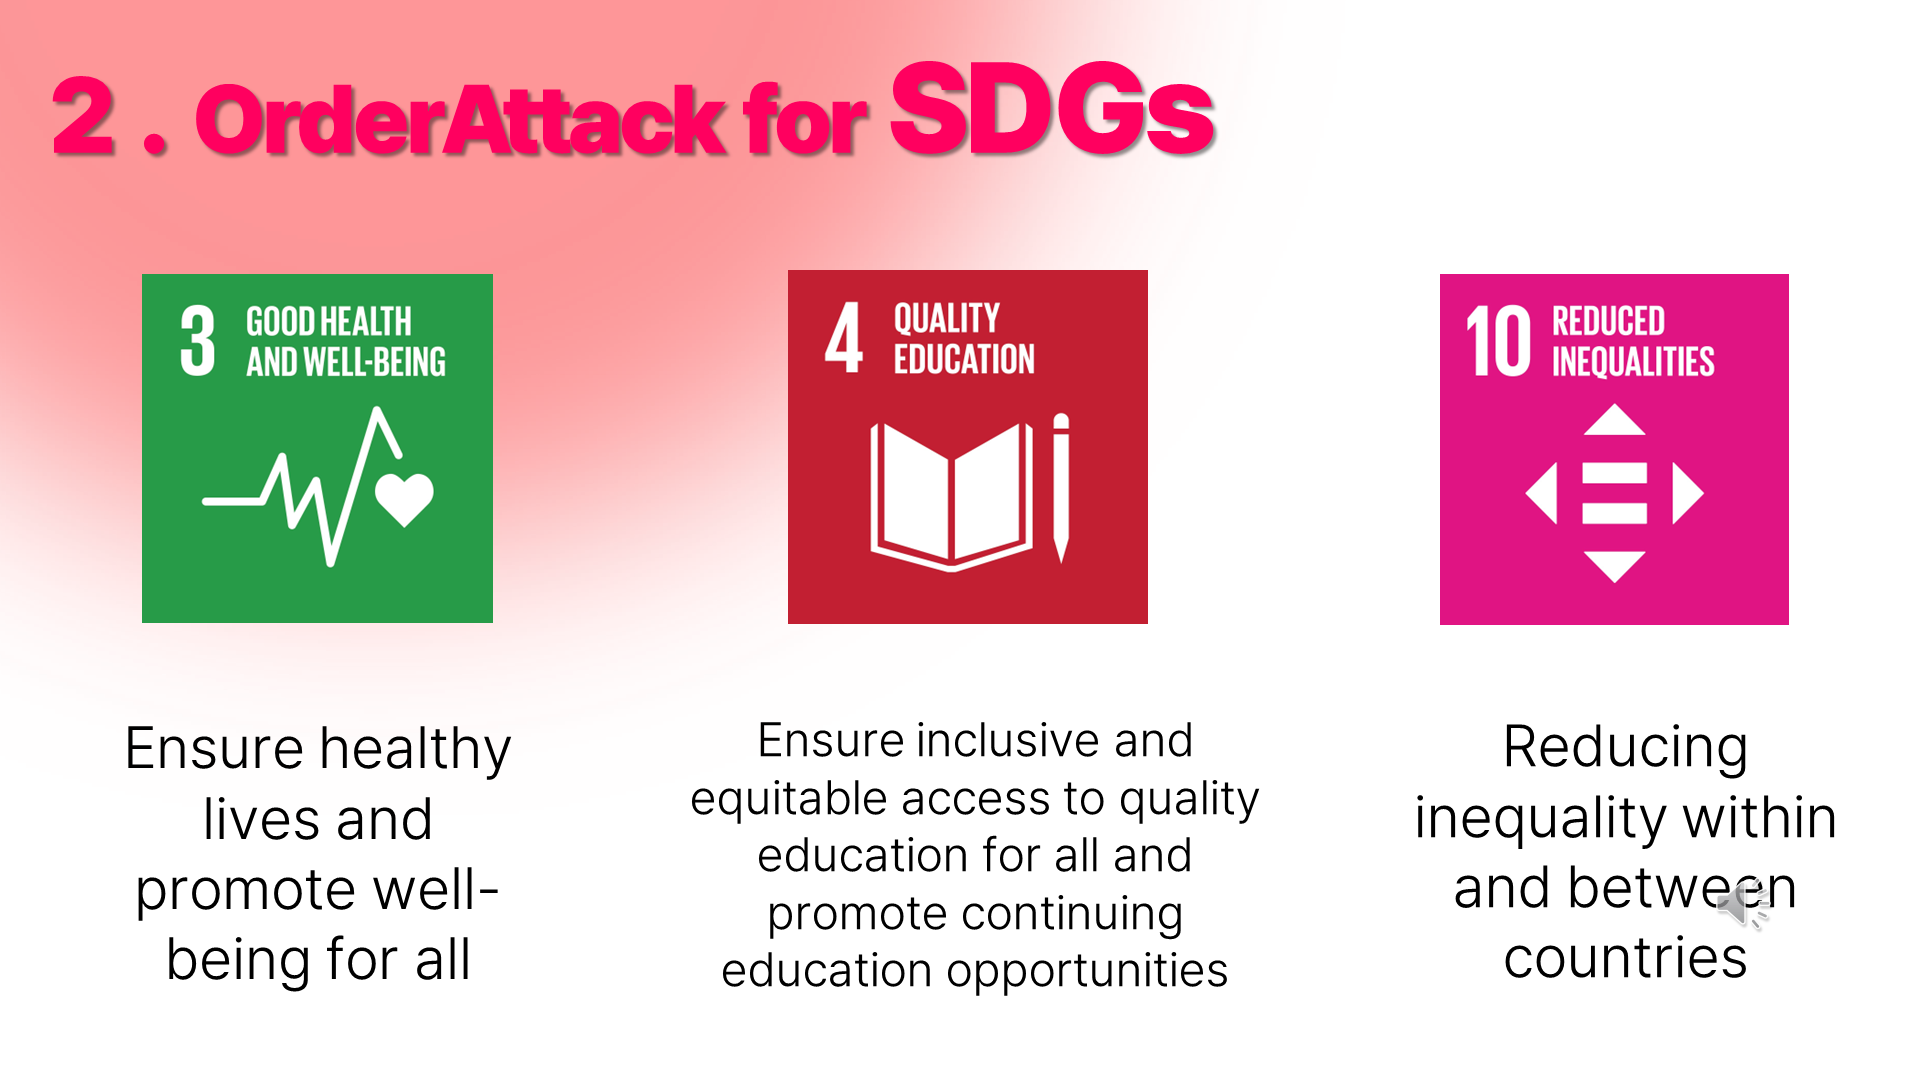 2 . OrderAttack for SDGs
3 GOOD HEALTH
AND WELL-BEING
4 QUALITY
EDUCATION
10 REDUCED
INEQUALITIES
Ensure healthy
lives and
promote well-
being for all
Ensure inclusive and
equitable access to quality
education for all and
promote continuing
education opportunities
Reducing
inequality within
and between
countries